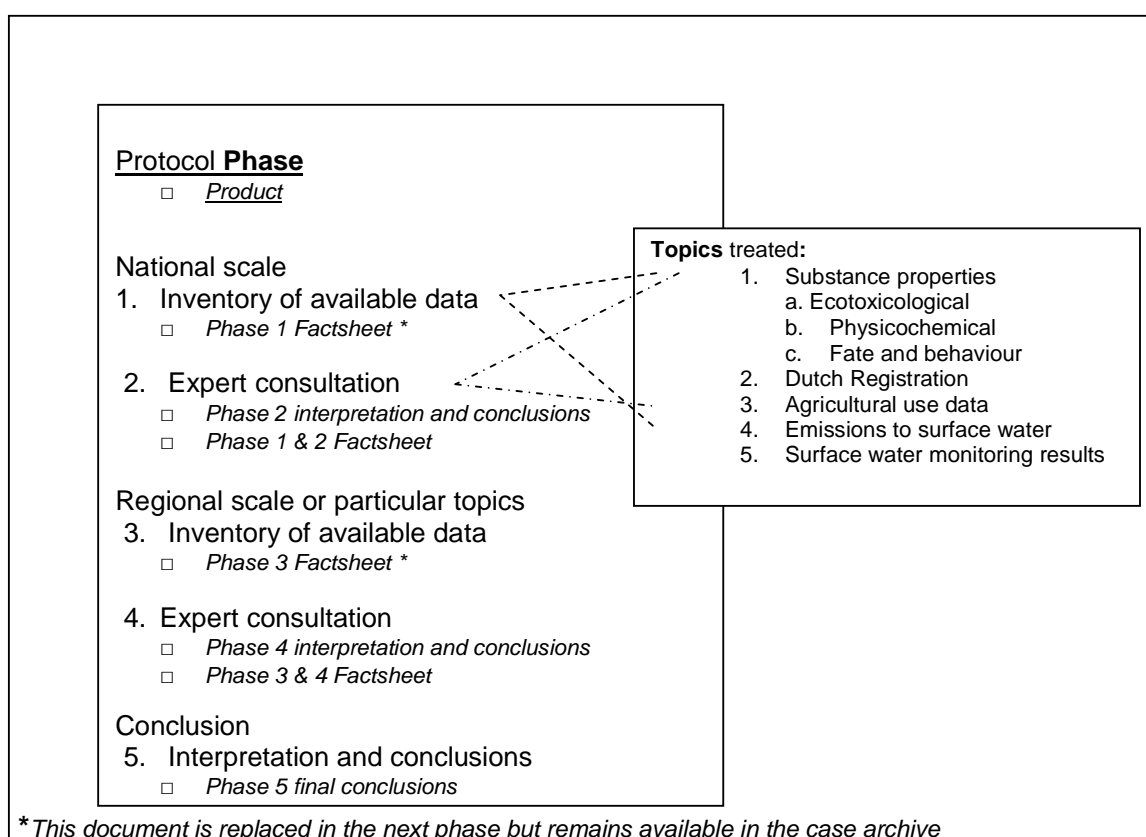 Protocol Phase
□ Product
National scale
1. Inventory of available data
□ Phase 1 Factsheet *
2. Expert consultation
□ Phase 2 interpretation and conclusions
□ Phase 1 & 2 Factsheet
Regional scale or particular topics
3. Inventory of available data
□ Phase 3 Factsheet *
4. Expert consultation
□ Phase 4 interpretation and conclusions
□ Phase 3 & 4 Factsheet
Conclusion
5. Interpretation and conclusions
□ Phase 5 final conclusions
Topics treated:
1. Substance properties
a. Ecotoxicological
b. Physicochemical
c. Fate and behaviour
2. Dutch Registration
3. Agricultural use data
4. Emissions to surface water
5. Surface water monitoring results
*This document is replaced in the next phase but remains available in the case archive